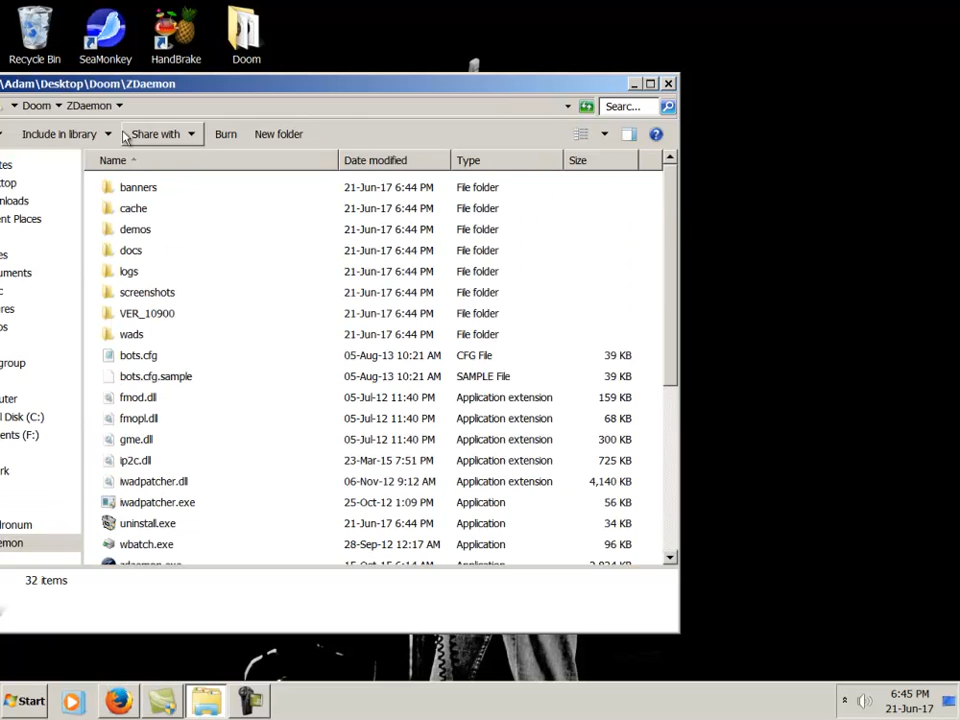 Recycle Bin
SeaMonkey
HandBrake
Doom
\Adam\Desktop\Doom\ZDaemon
Doom ZDaemon
Searc...
Include in library
Share with
Burn
New folder
Name
Date modified
Type
Size
banners 21-Jun-17 6:44 PM File folder
cache 21-Jun-17 6:44 PM File folder
demos 21-Jun-17 6:44 PM File folder
docs 21-Jun-17 6:44 PM File folder
logs 21-Jun-17 6:44 PM File folder
screenshots 21-Jun-17 6:44 PM File folder
VER_10900 21-Jun-17 6:44 PM File folder
wads 21-Jun-17 6:44 PM File folder
bots.cfg 05-Aug-13 10:21 AM CFG File 39 KB
bots.cfg.sample 05-Aug-13 10:21 AM SAMPLE File 39 KB
fmod.dll 05-Jul-12 11:40 PM Application extension 159 KB
fmopl.dll 05-Jul-12 11:40 PM Application extension 68 KB
gme.dll 05-Jul-12 11:40 PM Application extension 300 KB
ip2c.dll 23-Mar-15 7:51 PM Application extension 725 KB
iwadpatcher.dll 06-Nov-12 9:12 AM Application extension 4,140 KB
iwadpatcher.exe 25-Oct-12 1:09 PM Application 56 KB
uninstall.exe 21-Jun-17 6:44 PM Application 34 KB
wbatch.exe 28-Sep-12 12:17 AM Application 96 KB
tes
top
nloads
ent Places
es
uments
c
ures
os
group
uter
l Disk (C:)
ents (F:)
rk
dronum
emon
32 items
Start
6:45 PM
21-Jun-17